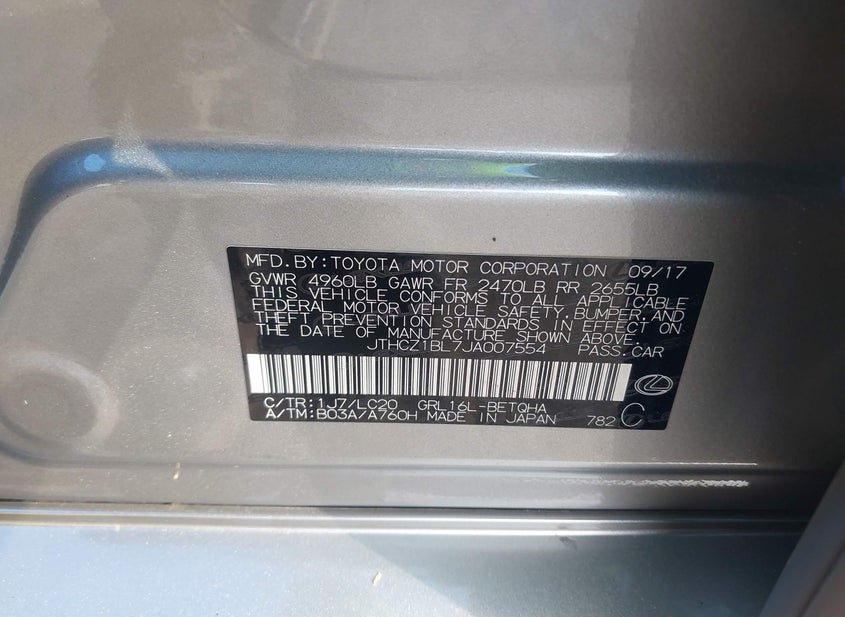 MFD.BY:TOYOTA MOTOR CORPORATION 09/17
GVWR 4960LB GAWR FR 2470LB RR 2655LB
THIS VEHICLE CONFORMS TO ALL APPLICABLE
FEDERAL MOTOR VEHICLE SAFETY,BUMPER,AND
THEFT PREVENTION STANDARDS IN EFFECT ON
THE DATE OF MANUFACTURE SHOWN ABOVE.
JTHCZ1BL7JA007554 PASS.CAR
C/TR:1J7/LC20 GRL16L-BETQHA
A/TM:B03A/A760H MADE IN JAPAN 782 C